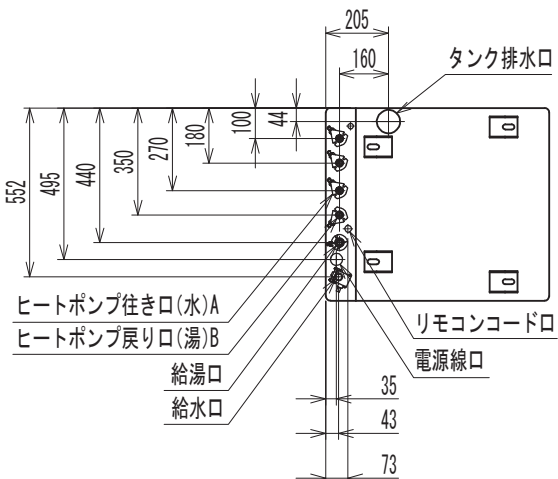 205
タンク排水口
160
44
100
180
270
350
440
495
552
ヒートポンプ往き口(水)A
ヒートポンプ戻り口(湯)B
リモコンコード口
給湯口
電源線口
給水口
35
43
73